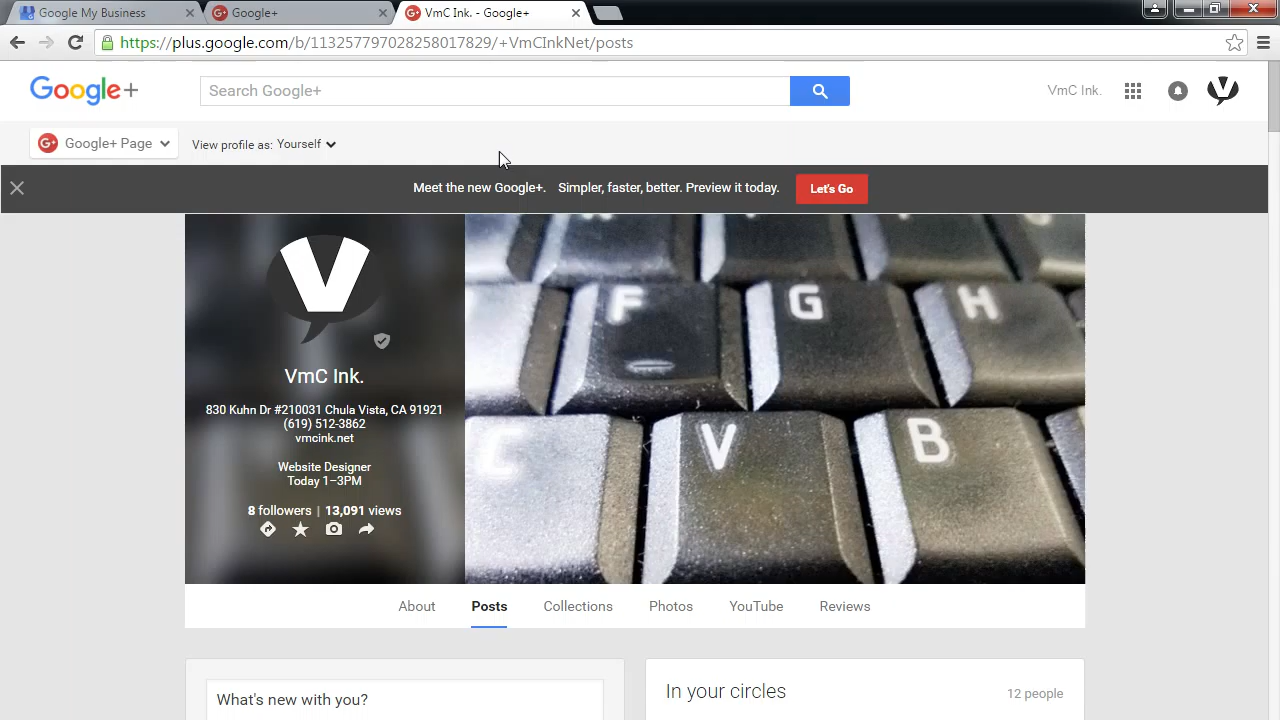 Google My Business
Google+
VmC Ink. - Google+
https://plus.google.com/b/113257797028258017829/+VmCInkNet/posts
Google+
Search Google+
VmC Ink.
Google+ Page
View profile as: Yourself
Meet the new Google+. Simpler, faster, better. Preview it today.
Let's Go
V
VmC Ink.
830 Kuhn Dr #210031 Chula Vista, CA 91921
(619) 512-3862
vmcink.net
Website Designer
Today 1–3PM
8 followers | 13,091 views
F G H
C V B
About Posts Collections Photos YouTube Reviews
What's new with you?
In your circles
12 people